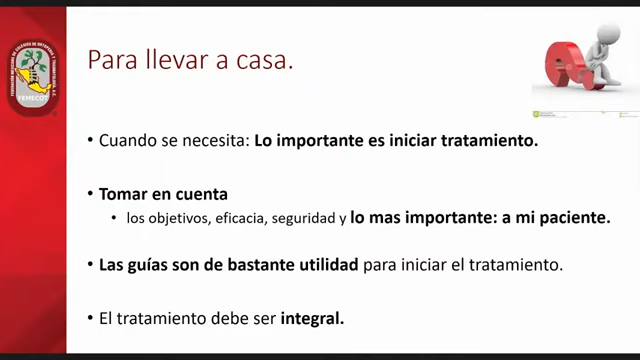 Para llevar a casa.
• Cuando se necesita: Lo importante es iniciar tratamiento.
• Tomar en cuenta
• los objetivos, eficacia, seguridad y lo mas importante: a mi paciente.
• Las guías son de bastante utilidad para iniciar el tratamiento.
• El tratamiento debe ser integral.
FEMECOT